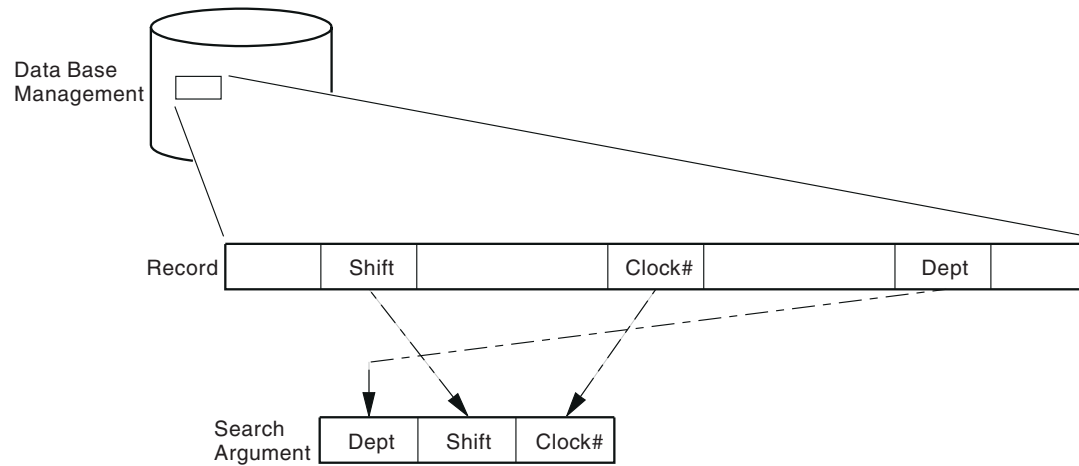 Data Base
Management
Record Shift Clock# Dept
Search
Argument
Dept Shift Clock#